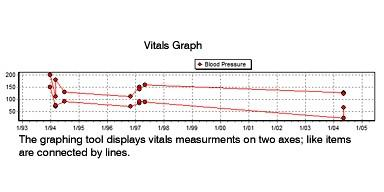 Vitals Graph
Blood Pressure
200
150
100
50
1/93 1/94 1/95 1/96 1/97 1/98 1/99 1/00 1/01 1/02 1/03 1/04 1/05
The graphing tool displays vitals measurments on two axes; like items
are connected by lines.